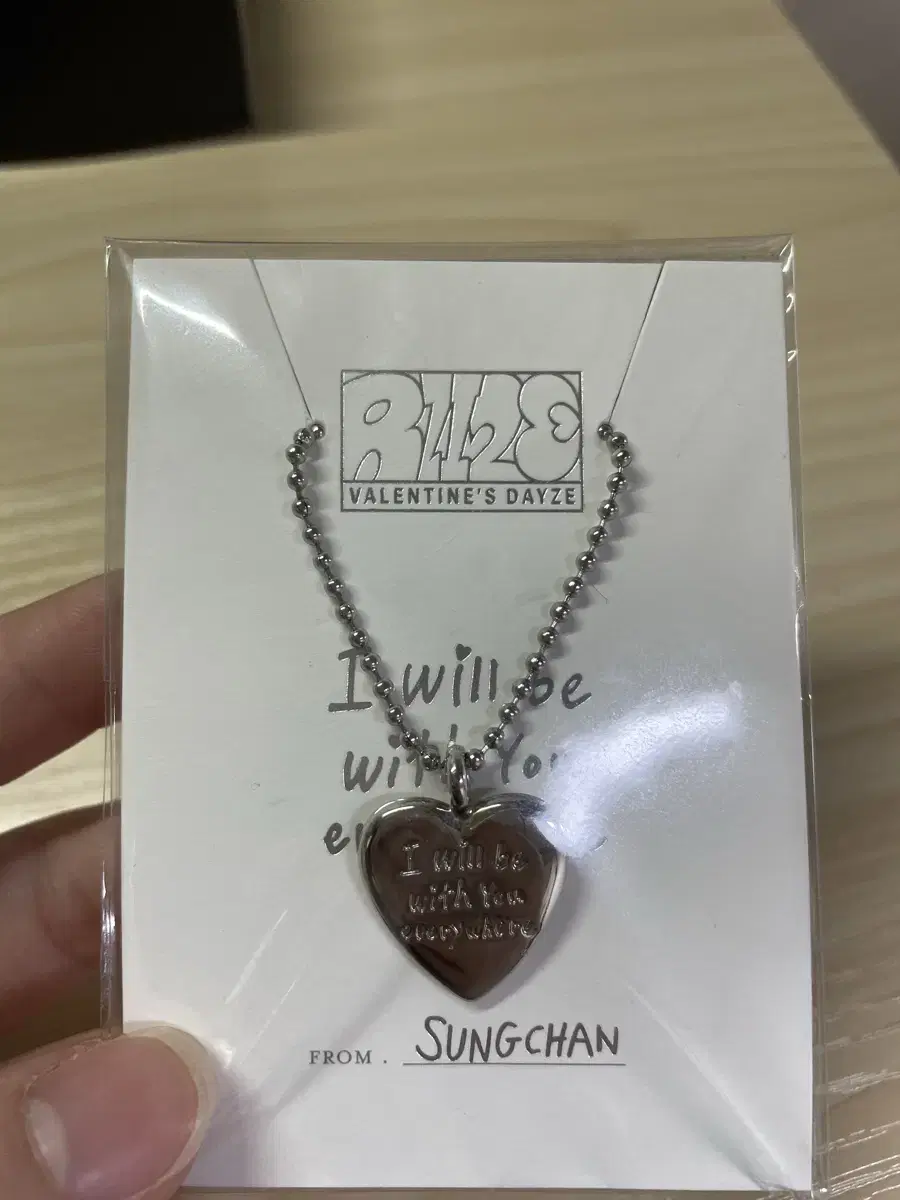 RIIZE
VALENTINE'S DAYZE
I will be
with You
I will be
with You
everywhere
FROM . SUNGCHAN